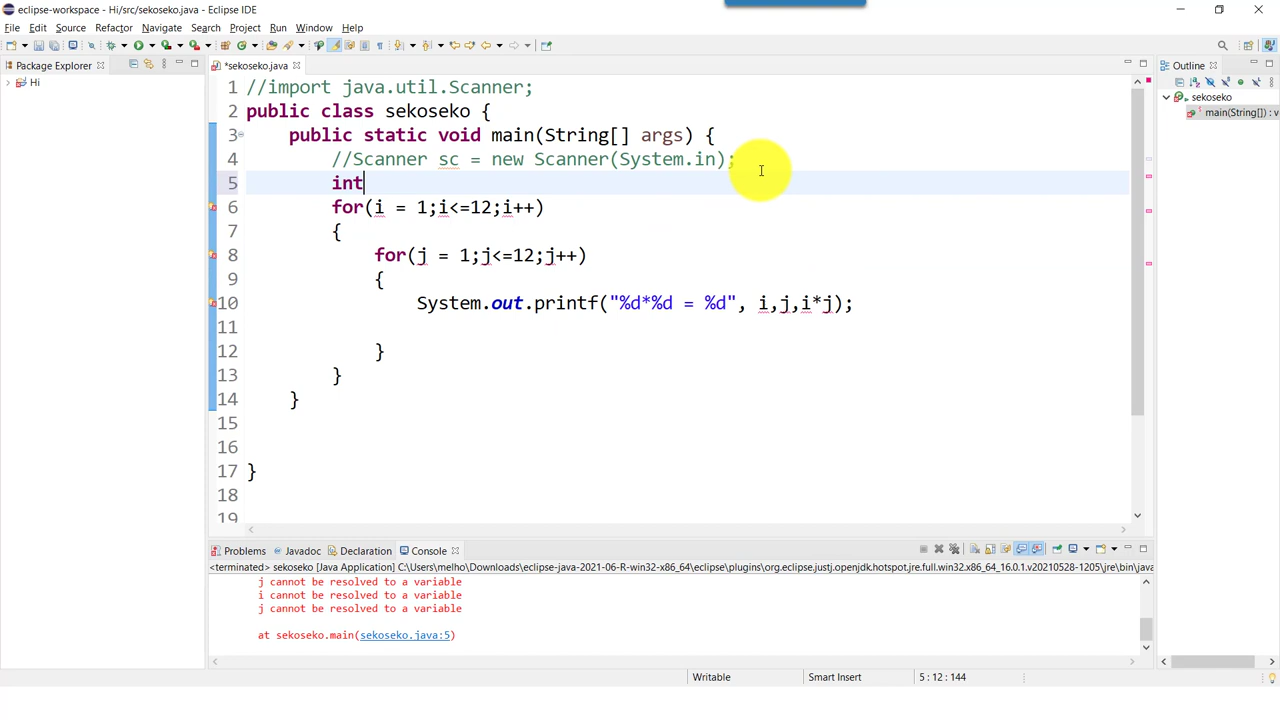 eclipse-workspace - Hi/src/sekoseko.java - Eclipse IDE
File Edit Source Refactor Navigate Search Project Run Window Help
Package Explorer
Hi
*sekoseko.java
1 //import java.util.Scanner;
2 public class sekoseko {
3 public static void main(String[] args) {
4 //Scanner sc = new Scanner(System.in);
5 int
6 for(i = 1;i<=12;i++)
7 {
8 for(j = 1;j<=12;j++)
9 {
10 System.out.printf("%d*%d = %d", i,j,i*j);
11
12 }
13 }
14 }
15
16
17 }
18
19
Outline
sekoseko
main(String[]) : v
Problems Javadoc Declaration Console
<terminated> sekoseko [Java Application] C:\Users\melho\Downloads\eclipse-java-2021-06-R-win32-x86_64\eclipse\plugins\org.eclipse.justj.openjdk.hotspot.jre.full.win32.x86_64_16.0.1.v20210528-1205\jre\bin\java
j cannot be resolved to a variable
i cannot be resolved to a variable
j cannot be resolved to a variable
at sekoseko.main(sekoseko.java:5)
Writable Smart Insert 5 : 12 : 144